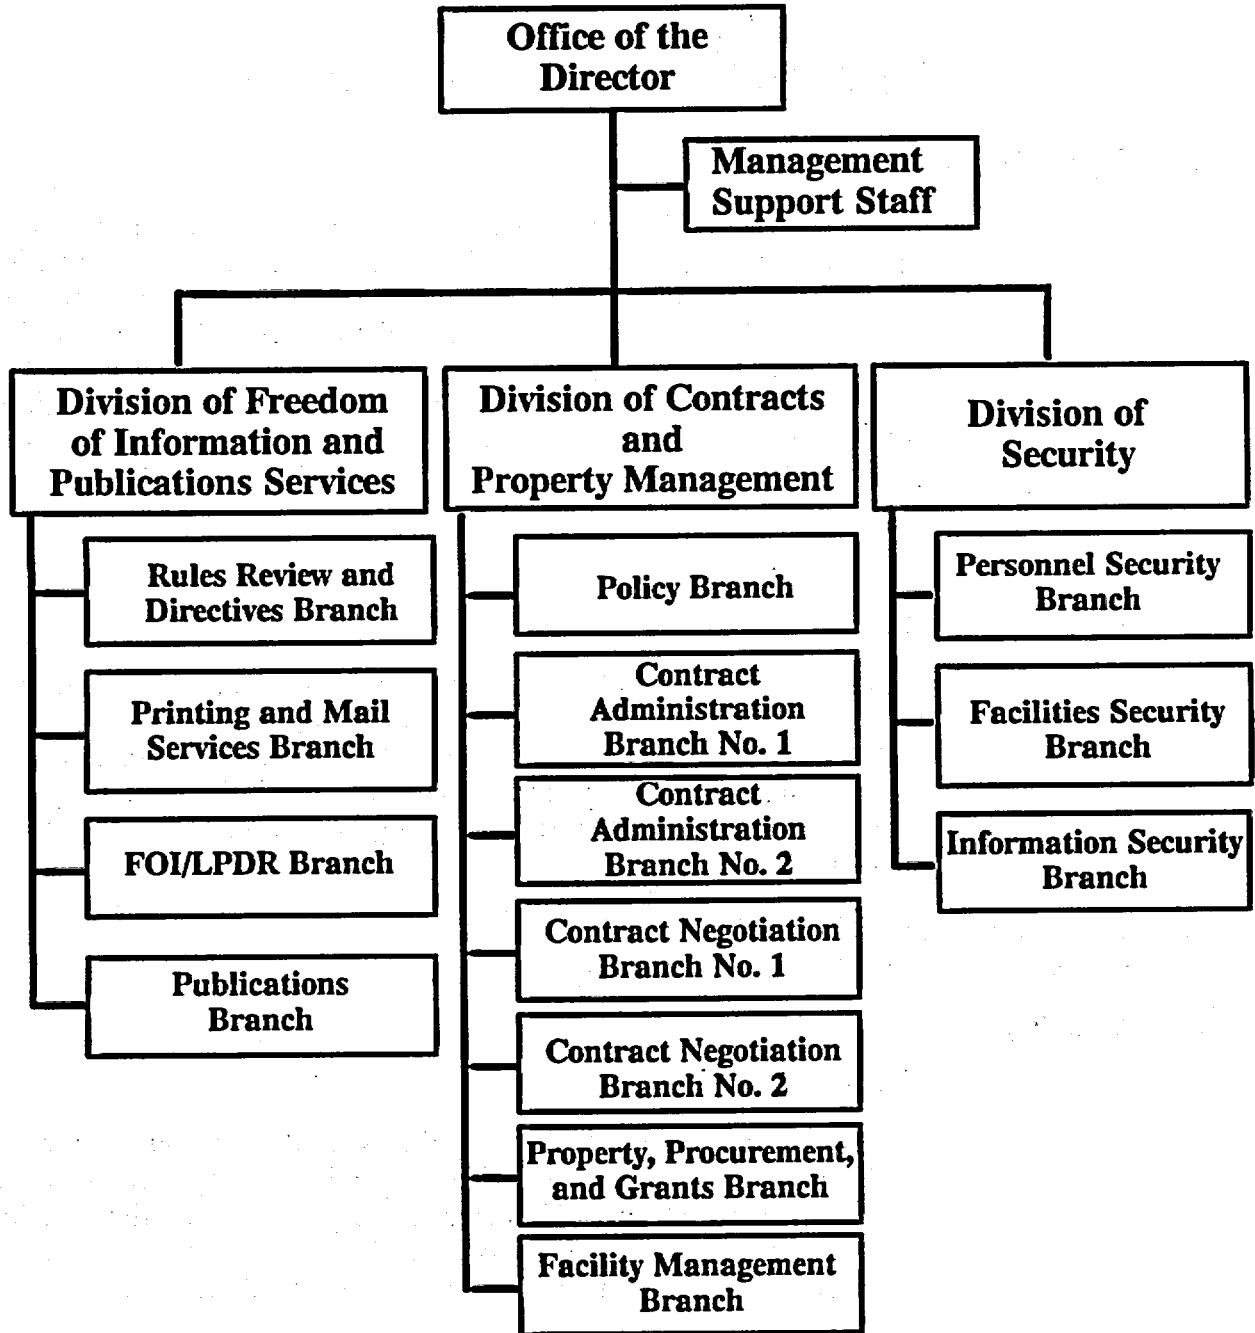 Office of the
Director
Management
Support Staff
Division of Freedom
of Information and
Publications Services
Rules Review and
Directives Branch
Printing and Mail
Services Branch
FOI/LPDR Branch
Publications
Branch
Division of Contracts
and
Property Management
Policy Branch
Contract
Administration
Branch No. 1
Contract
Administration
Branch No. 2
Contract Negotiation
Branch No. 1
Contract Negotiation
Branch No. 2
Property, Procurement,
and Grants Branch
Facility Management
Branch
Division of
Security
Personnel Security
Branch
Facilities Security
Branch
Information Security
Branch